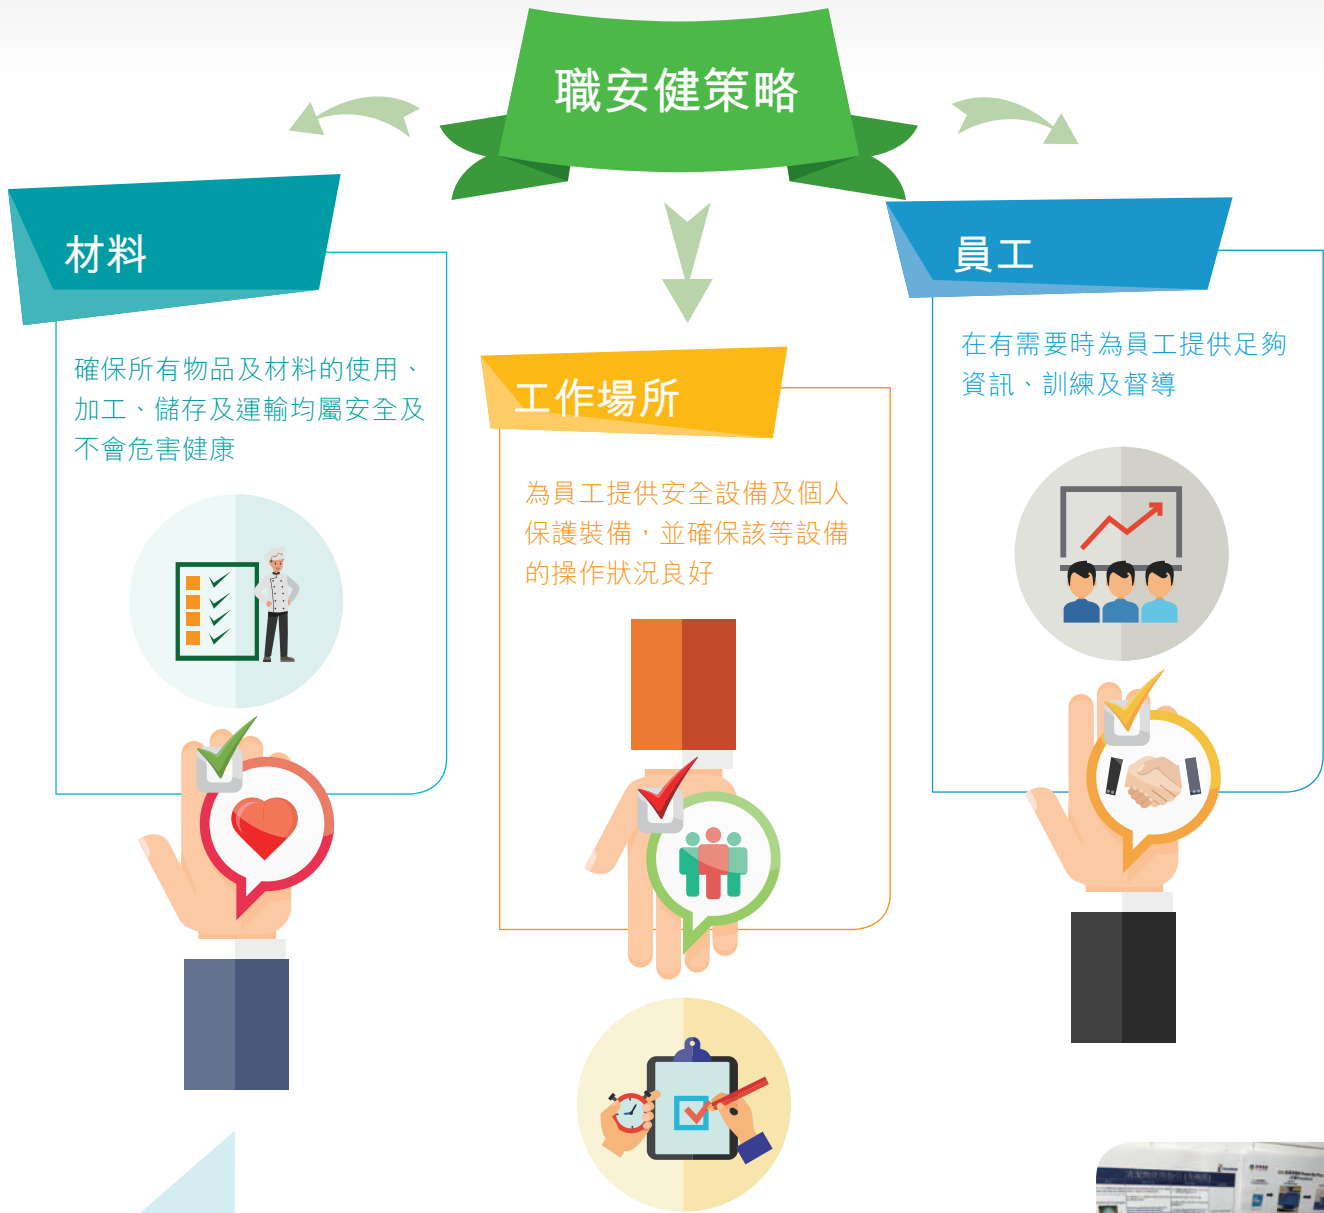 職安健策略
材料
確保所有物品及材料的使用、
加工、儲存及運輸均屬安全及
不會危害健康
工作場所
為員工提供安全設備及個人
保護裝備，並確保該等設備
的操作狀況良好
員工
在有需要時為員工提供足夠
資訊、訓練及督導